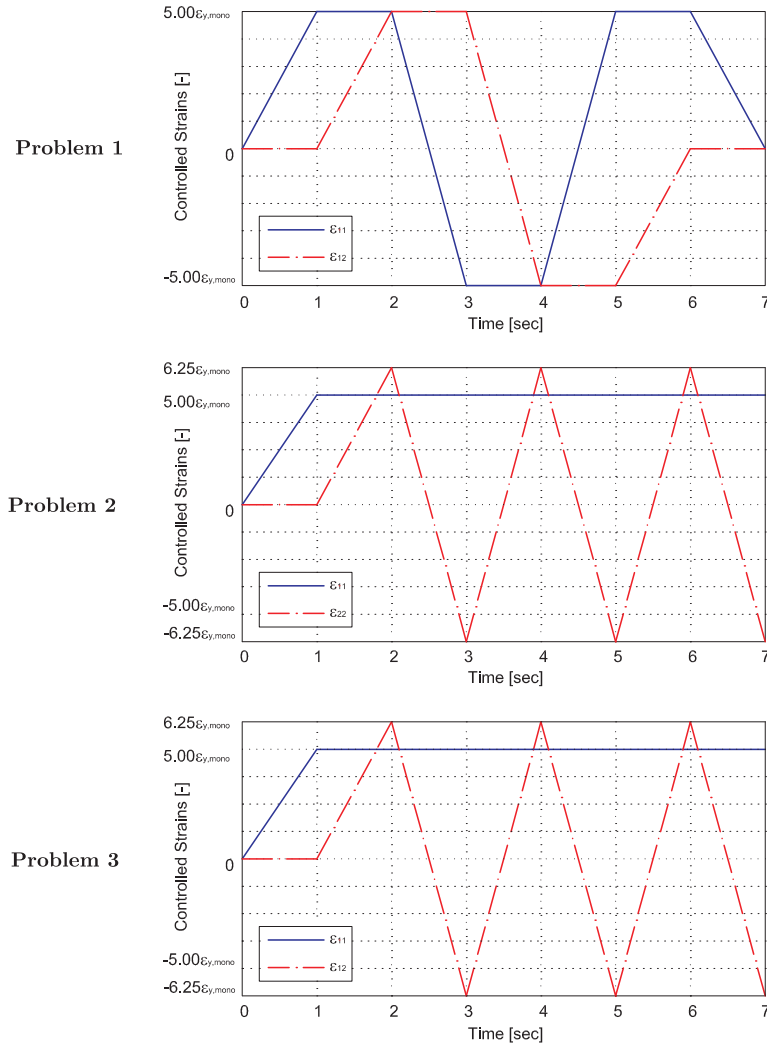 Problem 1
Controlled Strains [-]
5.00εy,mono
0
-5.00εy,mono
ε11
ε12
0 1 2 3 4 5 6 7
Time [sec]
Problem 2
Controlled Strains [-]
6.25εy,mono
5.00εy,mono
0
-5.00εy,mono
-6.25εy,mono
ε11
ε22
0 1 2 3 4 5 6 7
Time [sec]
Problem 3
Controlled Strains [-]
6.25εy,mono
5.00εy,mono
0
-5.00εy,mono
-6.25εy,mono
ε11
ε12
0 1 2 3 4 5 6 7
Time [sec]